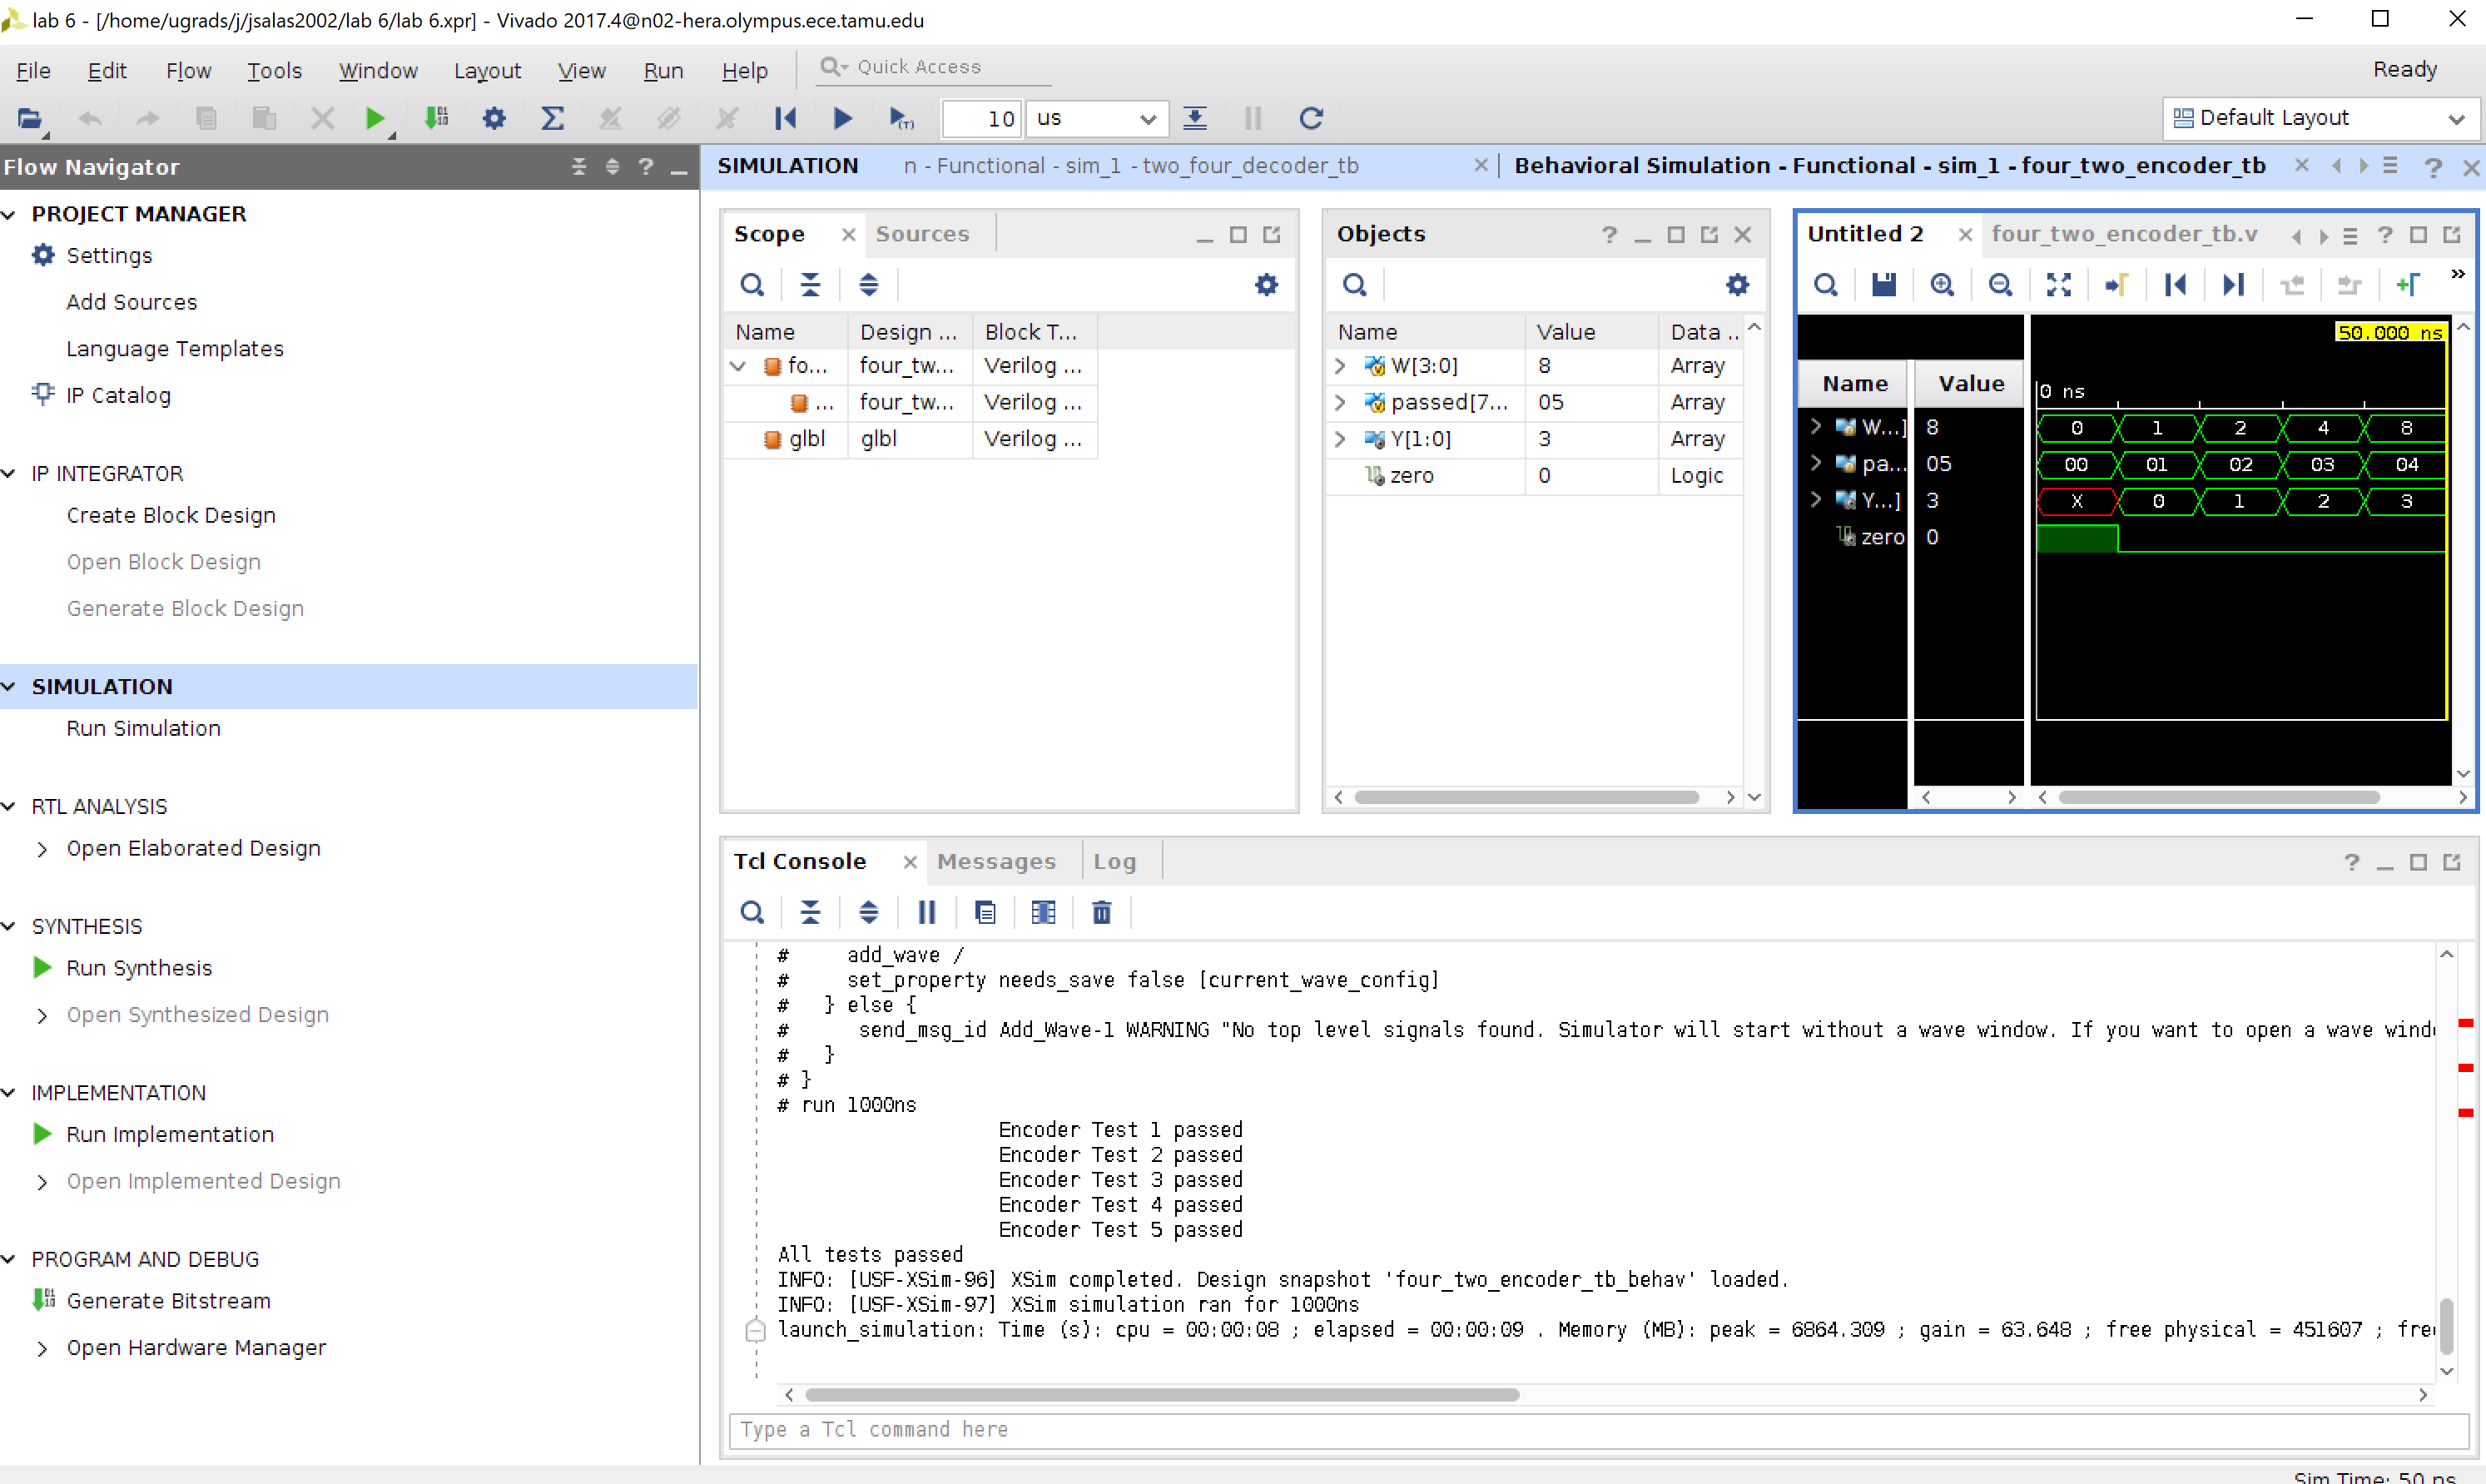 lab 6 - [/home/ugrads/j/jsalas2002/lab 6/lab 6.xpr] - Vivado 2017.4@n02-hera.olympus.ece.tamu.edu
File Edit Flow Tools Window Layout View Run Help Quick Access Ready
10 us Default Layout
Flow Navigator
PROJECT MANAGER
Settings
Add Sources
Language Templates
IP Catalog
IP INTEGRATOR
Create Block Design
Open Block Design
Generate Block Design
SIMULATION
Run Simulation
RTL ANALYSIS
Open Elaborated Design
SYNTHESIS
Run Synthesis
Open Synthesized Design
IMPLEMENTATION
Run Implementation
Open Implemented Design
PROGRAM AND DEBUG
Generate Bitstream
Open Hardware Manager
SIMULATION n - Functional - sim_1 - two_four_decoder_tb Behavioral Simulation - Functional - sim_1 - four_two_encoder_tb
Scope Sources
Name Design ... Block T...
fo... four_tw... Verilog ...
... four_tw... Verilog ...
glbl glbl Verilog ...
Objects
Name Value Data ..
W[3:0] 8 Array
passed[7... 05 Array
Y[1:0] 3 Array
zero 0 Logic
Untitled 2 four_two_encoder_tb.v
50.000 ns
Name Value 0 ns
W...] 8 0 1 2 4 8
pa... 05 00 01 02 03 04
Y...] 3 X 0 1 2 3
zero 0
Tcl Console Messages Log
# add_wave /
# set_property needs_save false [current_wave_config]
# } else {
# send_msg_id Add_Wave-1 WARNING "No top level signals found. Simulator will start without a wave window. If you want to open a wave wind
# }
# }
# run 1000ns
Encoder Test 1 passed
Encoder Test 2 passed
Encoder Test 3 passed
Encoder Test 4 passed
Encoder Test 5 passed
All tests passed
INFO: [USF-XSim-96] XSim completed. Design snapshot 'four_two_encoder_tb_behav' loaded.
INFO: [USF-XSim-97] XSim simulation ran for 1000ns
launch_simulation: Time (s): cpu = 00:00:08 ; elapsed = 00:00:09 . Memory (MB): peak = 6864.309 ; gain = 63.648 ; free physical = 451607 ; fre
Type a Tcl command here
Sim Time: 50 ns